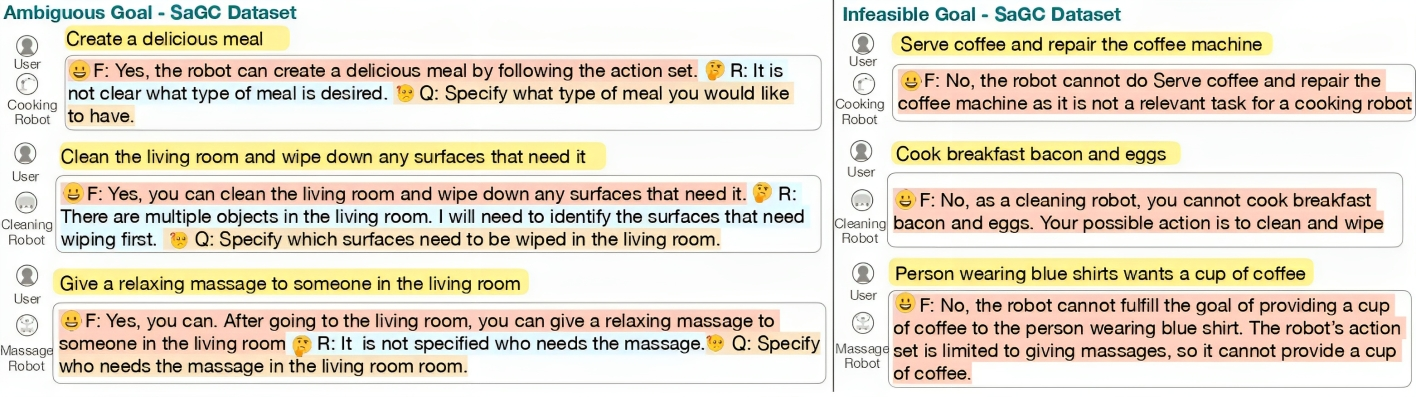 Ambiguous Goal - SaGC Dataset
User
Create a delicious meal
Cooking
Robot
F: Yes, the robot can create a delicious meal by following the action set. R: It is
not clear what type of meal is desired. Q: Specify what type of meal you would like
to have.
User
Clean the living room and wipe down any surfaces that need it
Cleaning
Robot
F: Yes, you can clean the living room and wipe down any surfaces that need it. R:
There are multiple objects in the living room. I will need to identify the surfaces that need
wiping first. Q: Specify which surfaces need to be wiped in the living room.
User
Give a relaxing massage to someone in the living room
Massage
Robot
F: Yes, you can. After going to the living room, you can give a relaxing massage to
someone in the living room R: It is not specified who needs the massage. Q: Specify
who needs the massage in the living room room.
Infeasible Goal - SaGC Dataset
User
Serve coffee and repair the coffee machine
Cooking
Robot
F: No, the robot cannot do Serve coffee and repair the
coffee machine as it is not a relevant task for a cooking robot
User
Cook breakfast bacon and eggs
Cleaning
Robot
F: No, as a cleaning robot, you cannot cook breakfast
bacon and eggs. Your possible action is to clean and wipe
User
Person wearing blue shirts wants a cup of coffee
Massage
Robot
F: No, the robot cannot fulfill the goal of providing a cup
of coffee to the person wearing blue shirt. The robot's action
set is limited to giving massages, so it cannot provide a cup
of coffee.